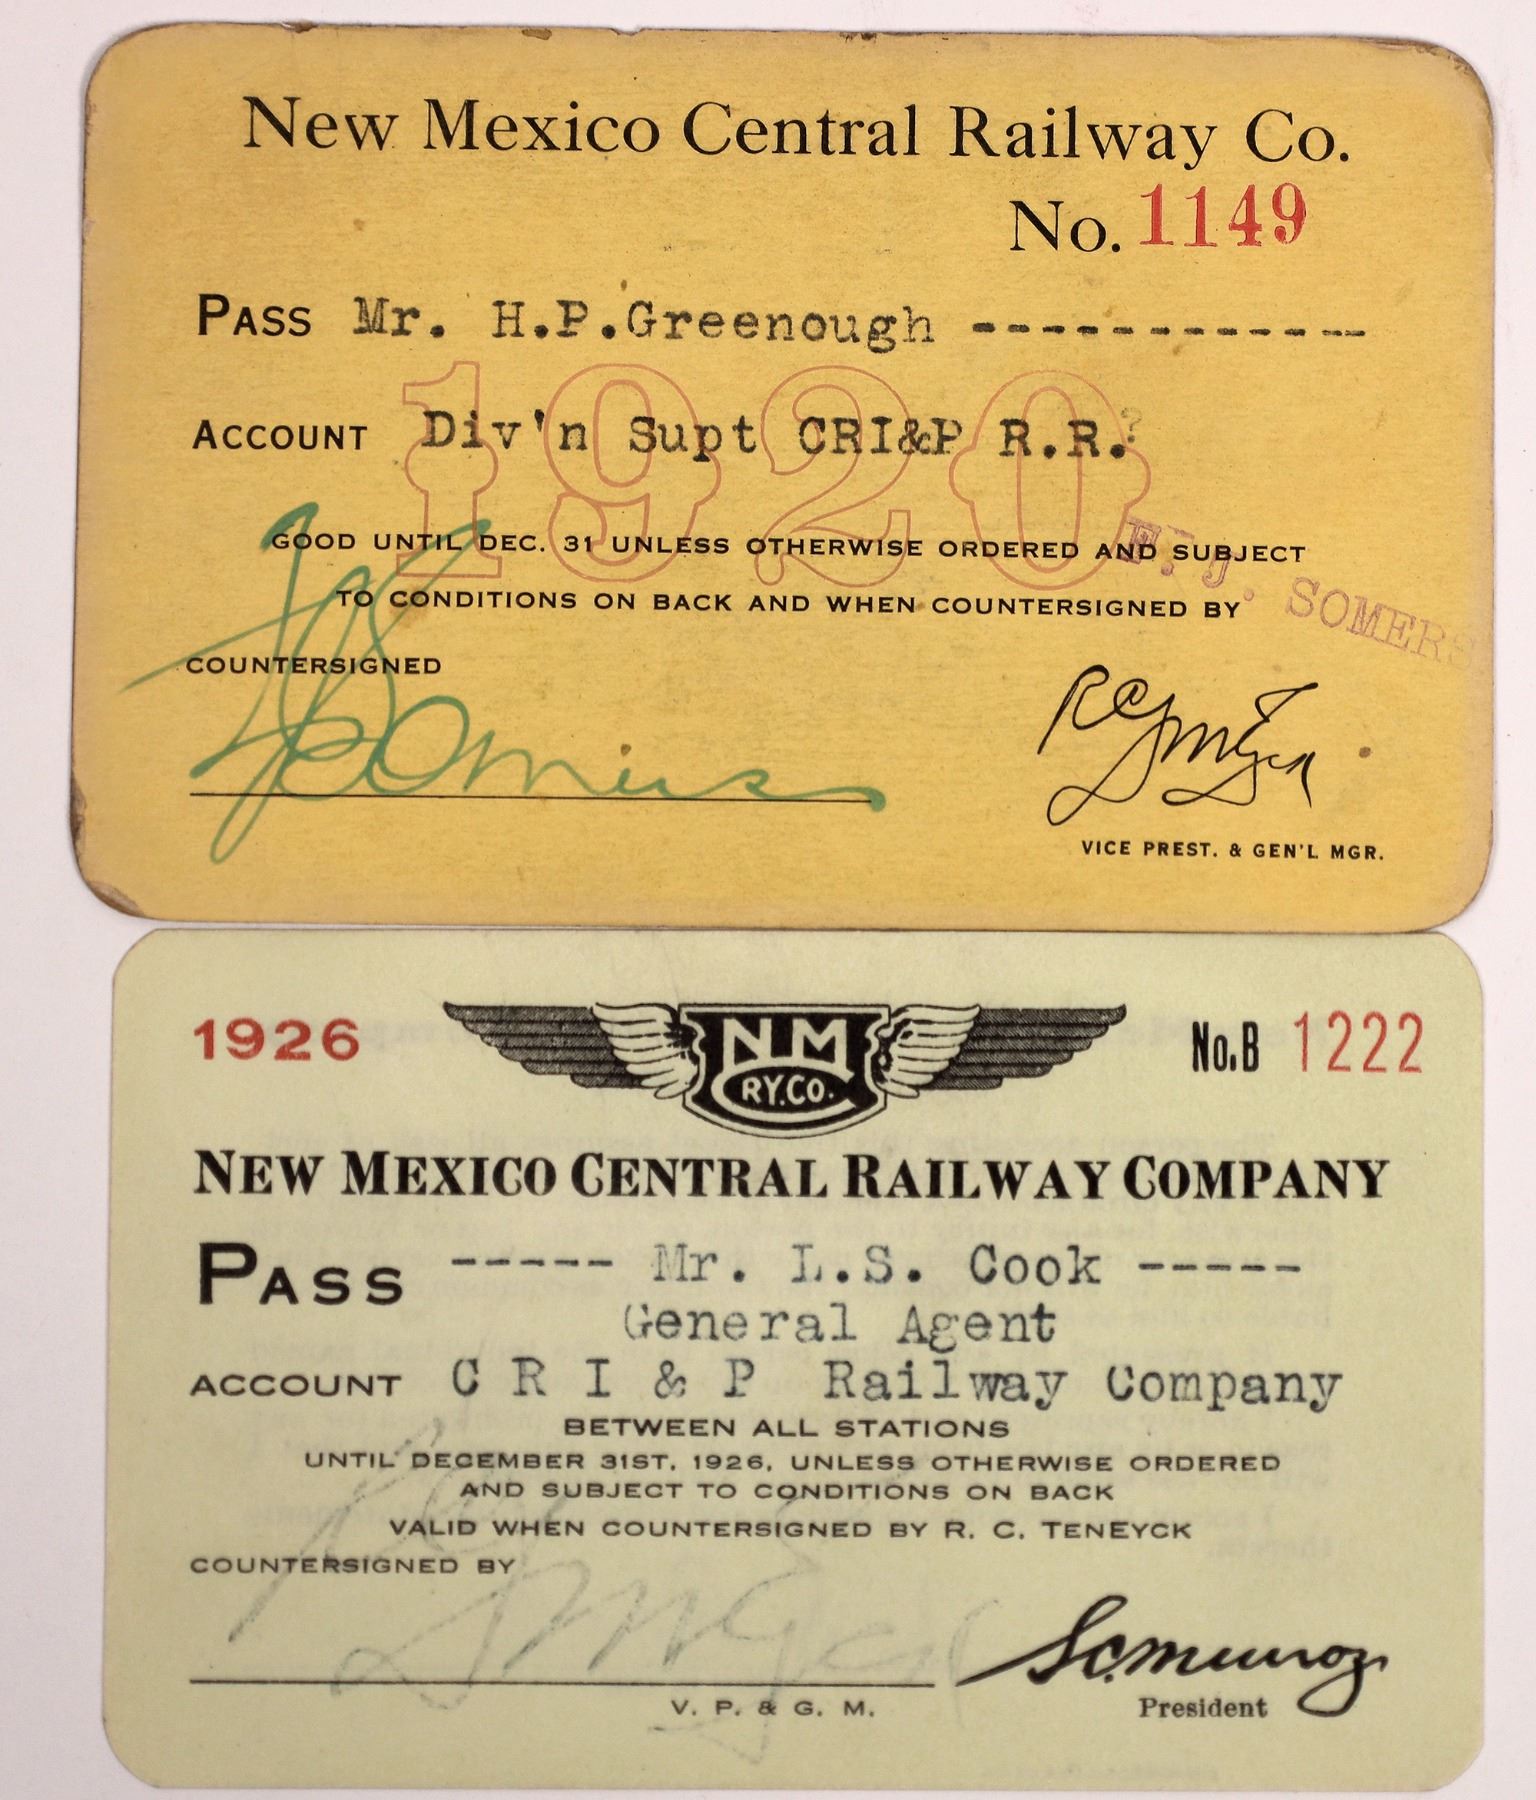 New Mexico Central Railway Co.
No. 1149
PASS Mr. H.P.Greenough -------------
1920
ACCOUNT Div'n Supt CRI&P R.R.
GOOD UNTIL DEC. 31 UNLESS OTHERWISE ORDERED AND SUBJECT
TO CONDITIONS ON BACK AND WHEN COUNTERSIGNED BY
F. J. SOMERS
COUNTERSIGNED
VICE PREST. & GEN'L MGR.
1926
NM
RY.CO.
No.B 1222
NEW MEXICO CENTRAL RAILWAY COMPANY
PASS ----- Mr. L.S. Cook -----
General Agent
ACCOUNT C R I & P Railway Company
BETWEEN ALL STATIONS
UNTIL DECEMBER 31ST, 1926, UNLESS OTHERWISE ORDERED
AND SUBJECT TO CONDITIONS ON BACK
VALID WHEN COUNTERSIGNED BY R. C. TENEYCK
COUNTERSIGNED BY
V. P. & G. M.
S.C. Munoz
President